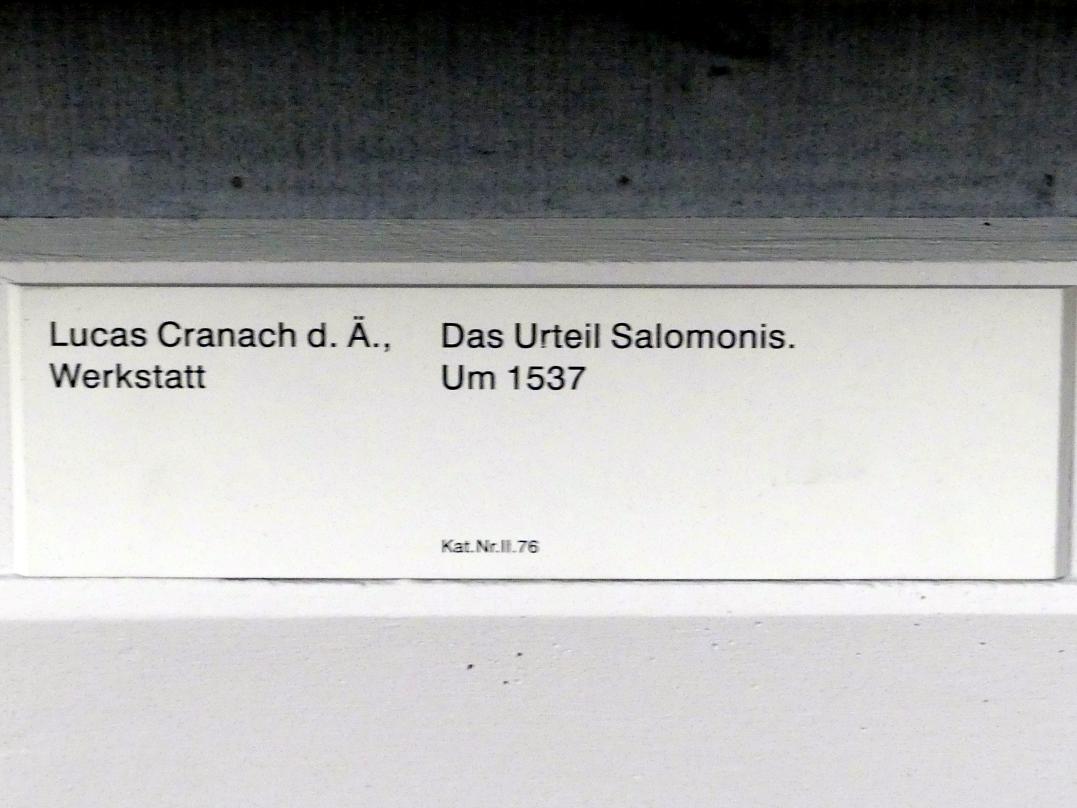 Lucas Cranach d. Ä.,
Werkstatt
Das Urteil Salomonis.
Um 1537
Kat.Nr.II.76